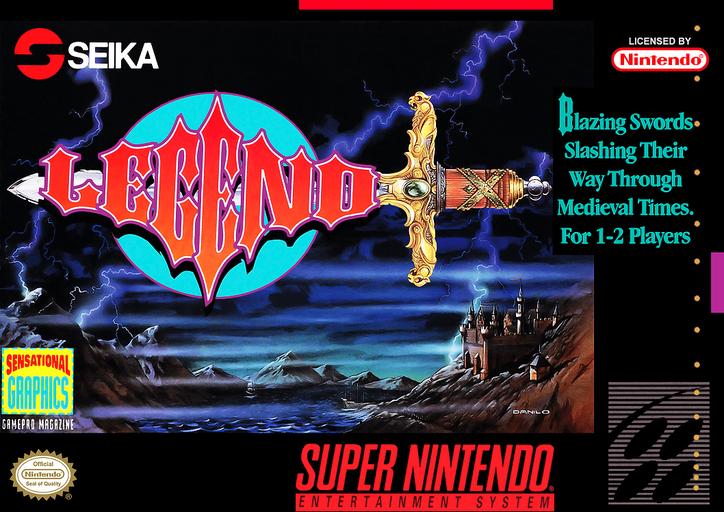 SEIKA
LICENSED BY
Nintendo®
LEGEND
Blazing Swords
Slashing Their
Way Through
Medieval Times.
For 1-2 Players
SENSATIONAL
GRAPHICS
GAMEPRO MAGAZINE
DANILO
Official
Nintendo
Seal of Quality
®
SUPER NINTENDO®
ENTERTAINMENT SYSTEM